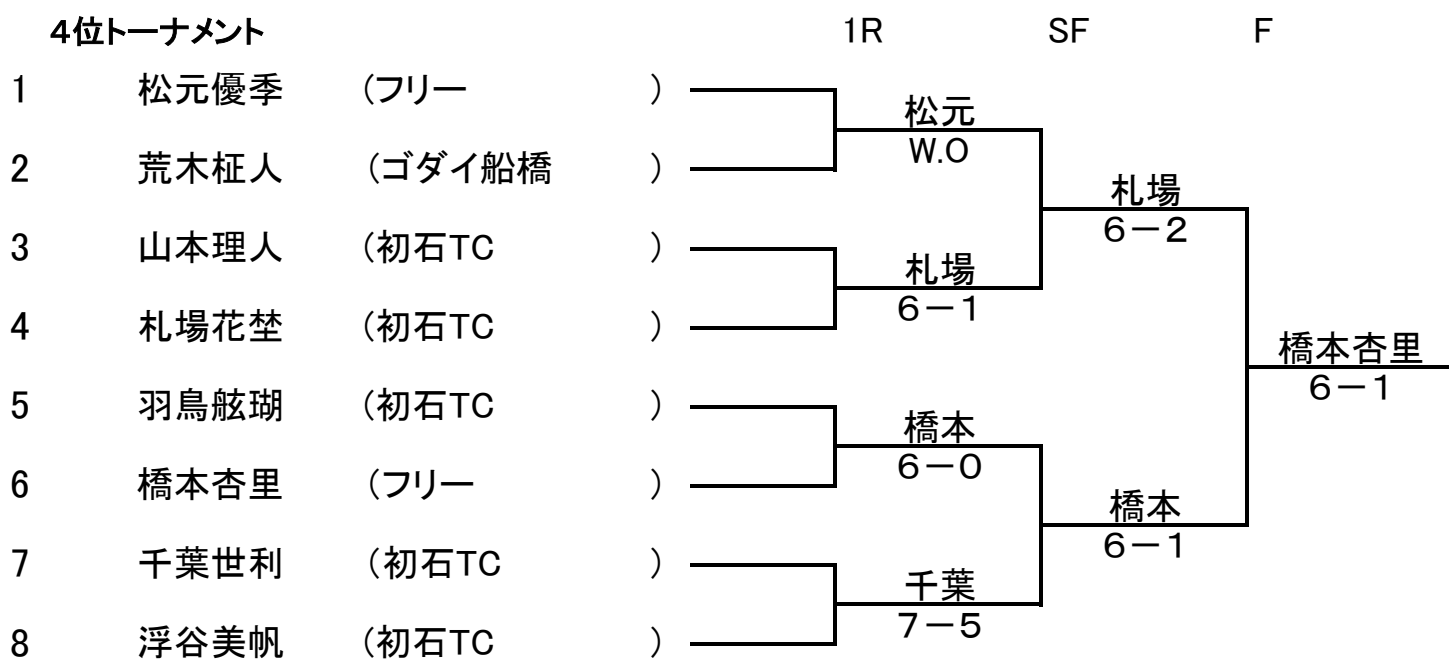 ４位トーナメント 1R SF F
1 松元優季 (フリー )
松元
W.O
2 荒木柾人 (ゴダイ船橋 )
札場
6－2
3 山本理人 (初石TC )
札場
6－1
4 札場花埜 (初石TC )
橋本杏里
6－1
5 羽鳥舷瑚 (初石TC )
橋本
6－0
6 橋本杏里 (フリー )
橋本
6－1
7 千葉世利 (初石TC )
千葉
7－5
8 浮谷美帆 (初石TC )